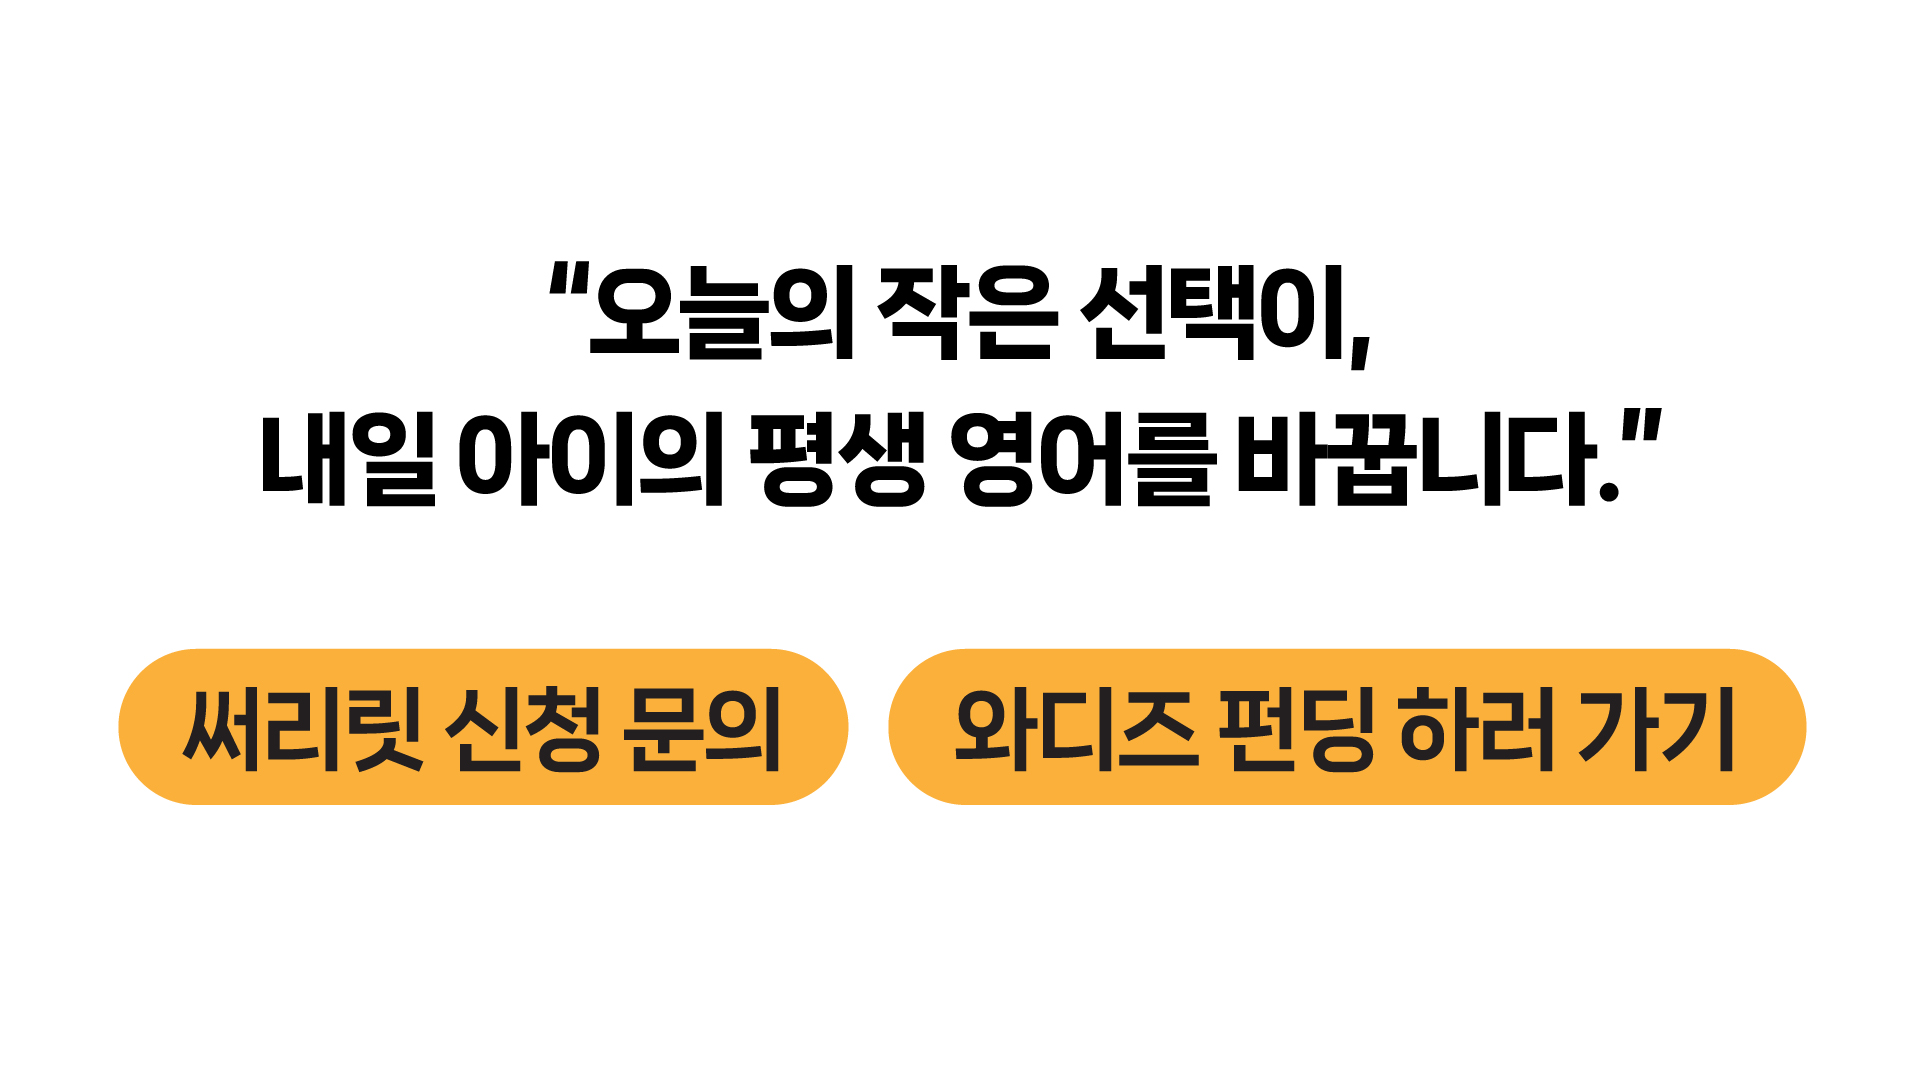 “오늘의 작은 선택이,
내일 아이의 평생 영어를 바꿉니다.”
써리릿 신청 문의
와디즈 펀딩 하러 가기